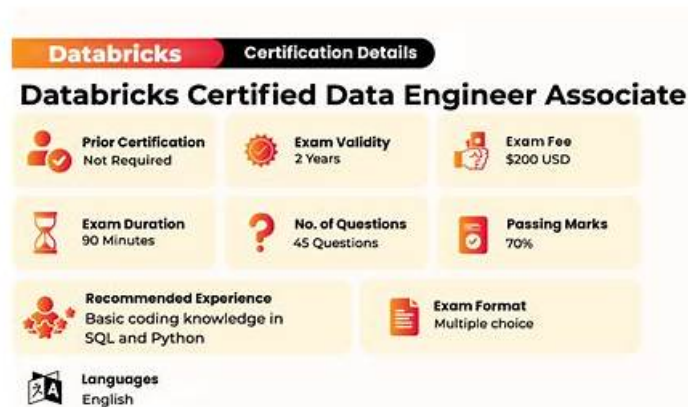 Databricks Certification Details
Databricks Certified Data Engineer Associate
Prior Certification
Not Required
Exam Validity
2 Years
Exam Fee
$200 USD
Exam Duration
90 Minutes
No. of Questions
45 Questions
Passing Marks
70%
Recommended Experience
Basic coding knowledge in
SQL and Python
Exam Format
Multiple choice
Languages
English